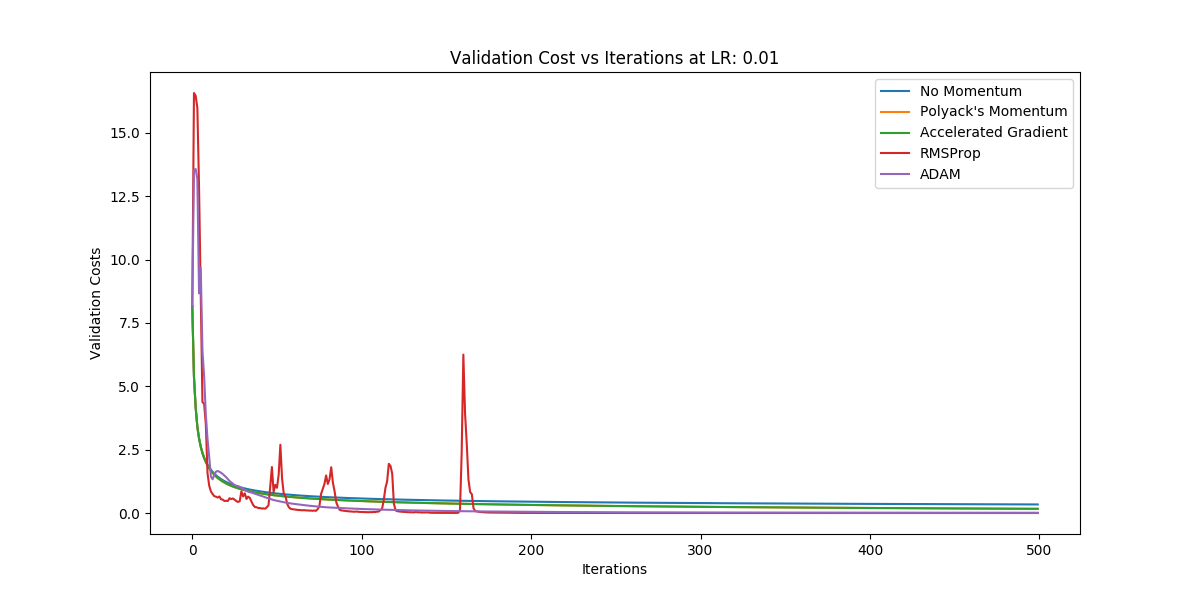 Validation Cost vs Iterations at LR: 0.01
No Momentum
Polyack's Momentum
Accelerated Gradient
RMSProp
ADAM
Validation Costs
15.0
12.5
10.0
7.5
5.0
2.5
0.0
0
100
200
300
400
500
Iterations